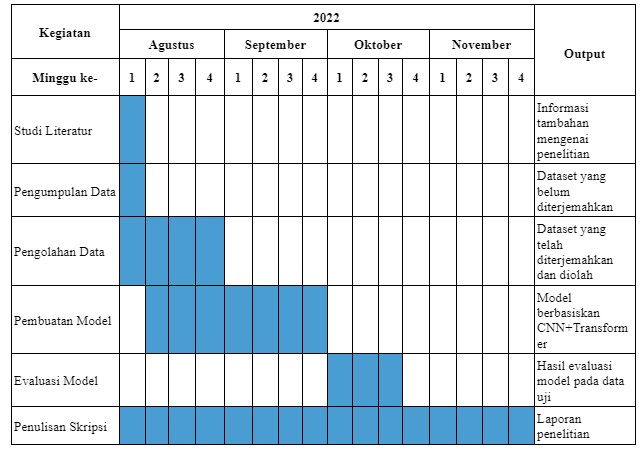 Kegiatan
2022
Output
Agustus September Oktober November
Minggu ke- 1 2 3 4 1 2 3 4 1 2 3 4 1 2 3 4
Studi Literatur
Informasi
tambahan
mengenai
penelitian
Pengumpulan Data
Dataset yang
belum
diterjemahkan
Pengolahan Data
Dataset yang
telah
diterjemahkan
dan diolah
Pembuatan Model
Model
berbasiskan
CNN+Transform
er
Evaluasi Model
Hasil evaluasi
model pada data
uji
Penulisan Skripsi
Laporan
penelitian